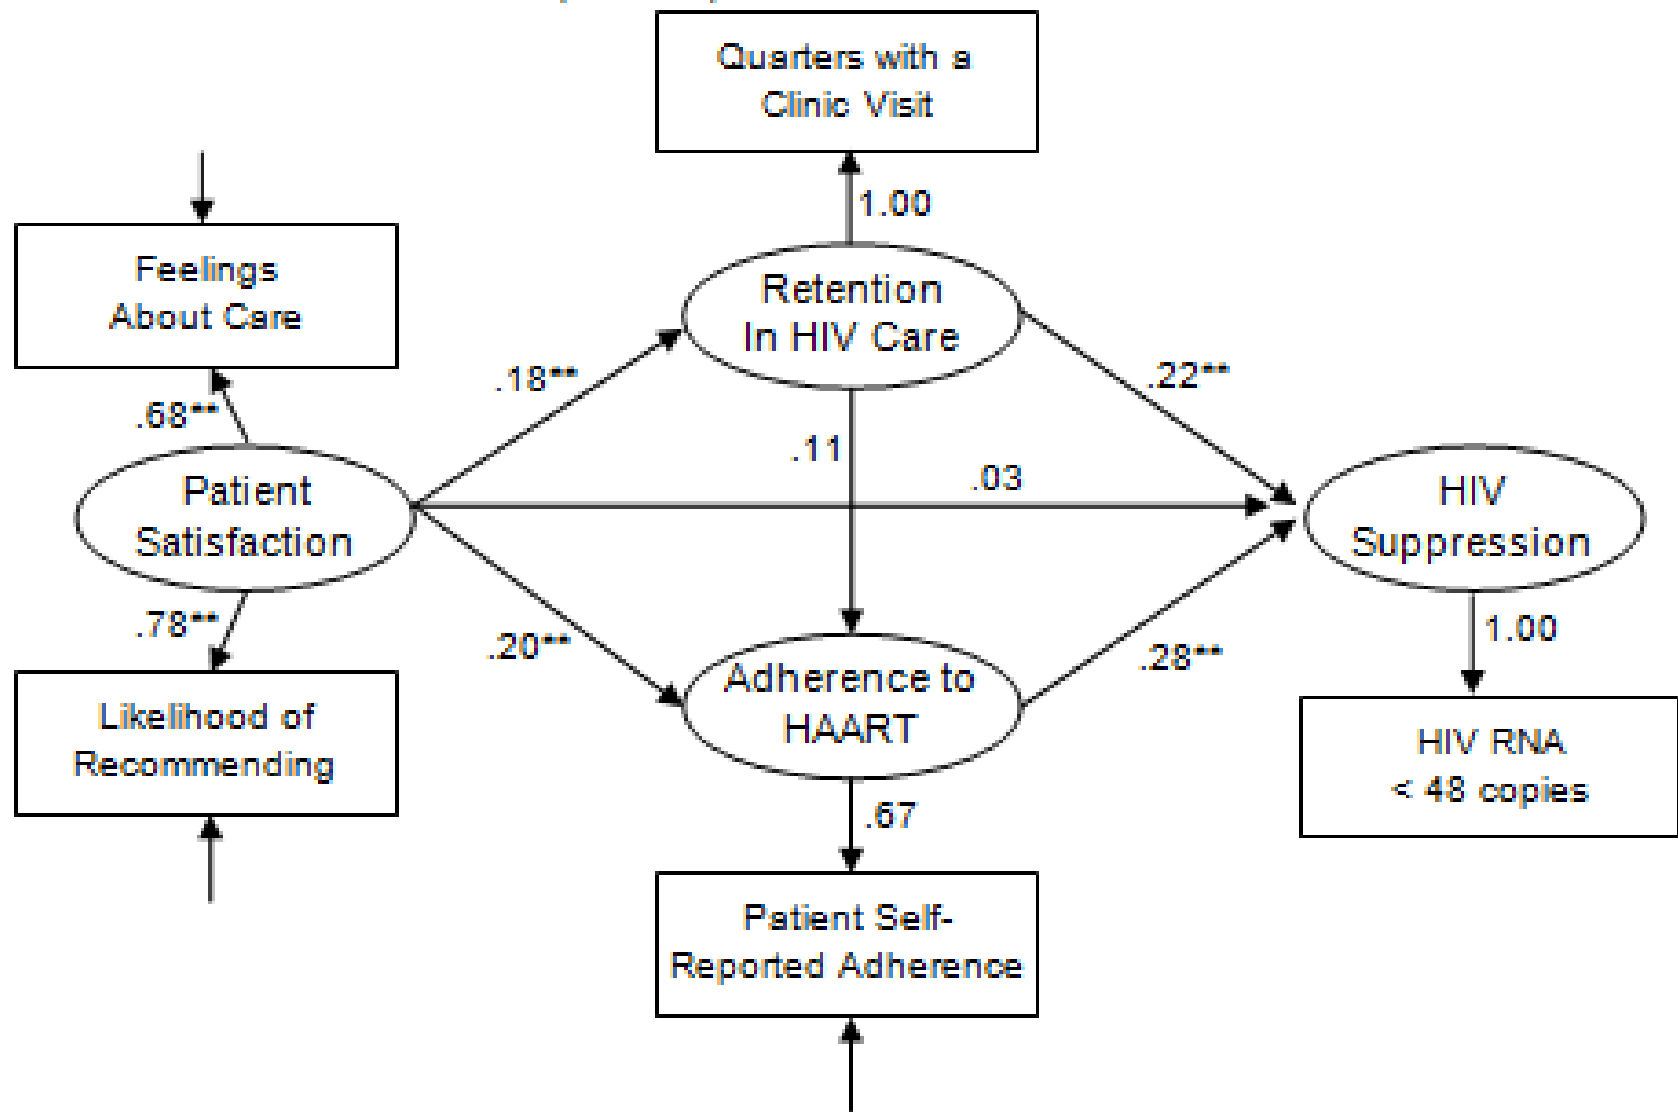 Quarters with a
Clinic Visit
1.00
Feelings
About Care
Retention
In HIV Care
.18**
.22**
.68**
.11
.03
Patient
Satisfaction
HIV
Suppression
.78**
.20**
.28**
1.00
Adherence to
HAART
Likelihood of
Recommending
HIV RNA
< 48 copies
.67
Patient Self-
Reported Adherence